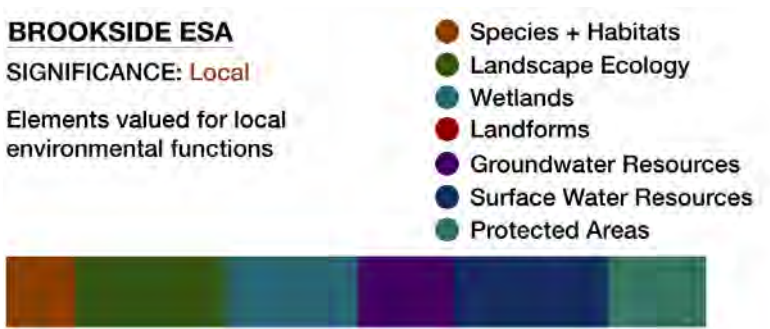 BROOKSIDE ESA
SIGNIFICANCE: Local
Elements valued for local
environmental functions
Species + Habitats
Landscape Ecology
Wetlands
Landforms
Groundwater Resources
Surface Water Resources
Protected Areas